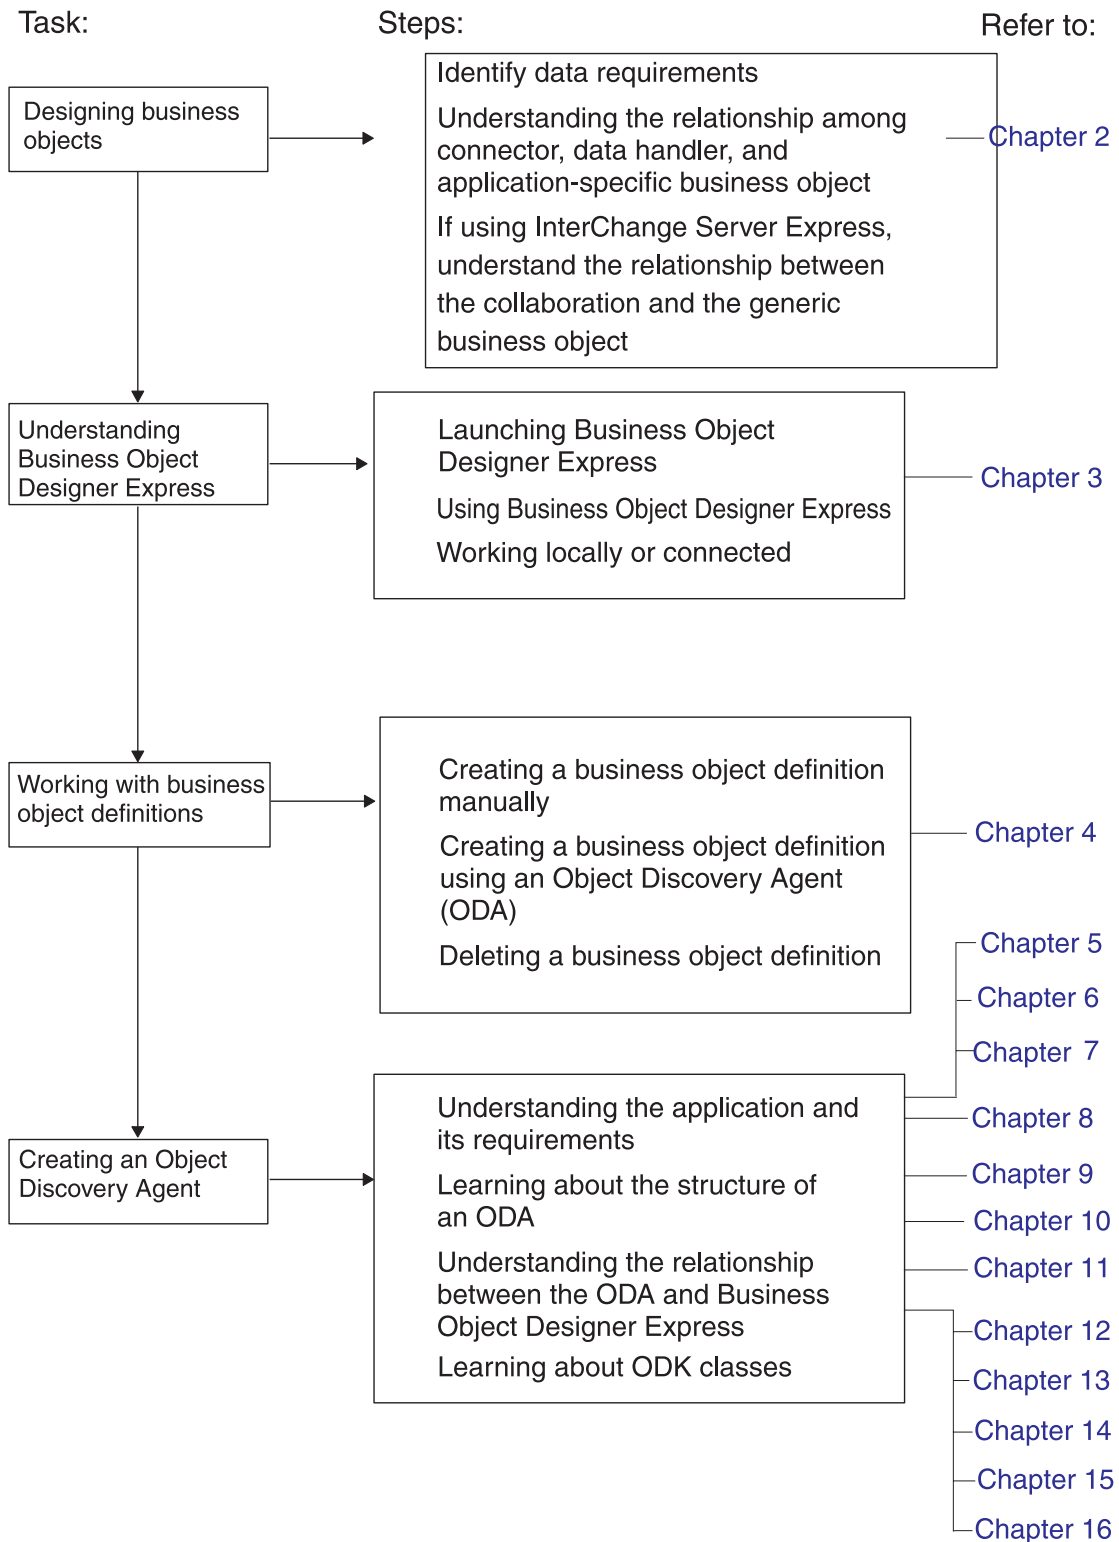 Task:
Steps:
Refer to:
Designing business
objects
Identify data requirements
Understanding the relationship among
connector, data handler, and
application-specific business object
If using InterChange Server Express,
understand the relationship between
the collaboration and the generic
business object
Chapter 2
Understanding
Business Object
Designer Express
Launching Business Object
Designer Express
Using Business Object Designer Express
Working locally or connected
Chapter 3
Working with business
object definitions
Creating a business object definition
manually
Creating a business object definition
using an Object Discovery Agent
(ODA)
Deleting a business object definition
Chapter 4
Creating an Object
Discovery Agent
Understanding the application and
its requirements
Learning about the structure of
an ODA
Understanding the relationship
between the ODA and Business
Object Designer Express
Learning about ODK classes
Chapter 5
Chapter 6
Chapter 7
Chapter 8
Chapter 9
Chapter 10
Chapter 11
Chapter 12
Chapter 13
Chapter 14
Chapter 15
Chapter 16